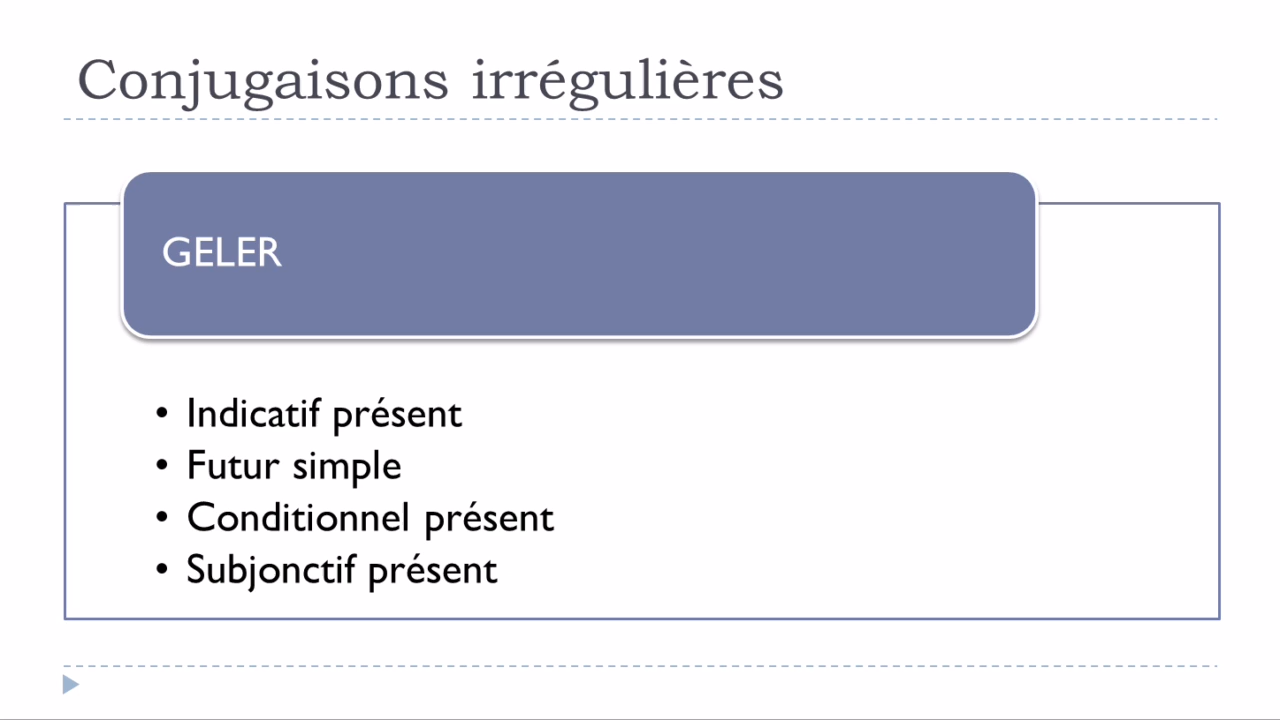 Conjugaisons irrégulières
GELER
• Indicatif présent
• Futur simple
• Conditionnel présent
• Subjonctif présent